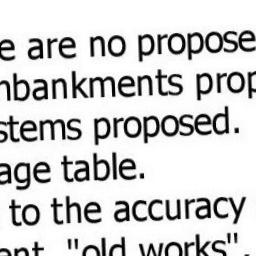 e are no propose
nbankments prop
stems proposed.
age table.
to the accuracy
ent, "old works",